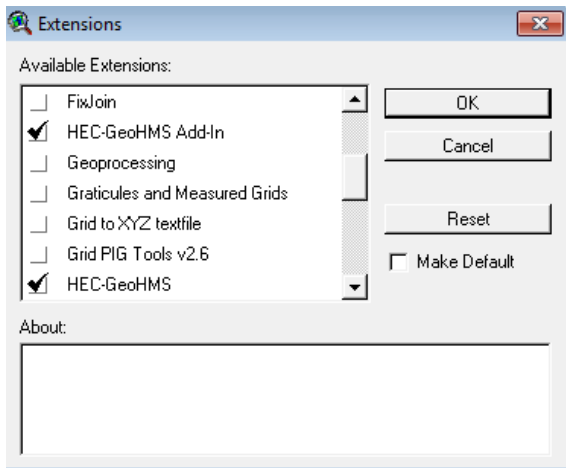 Extensions
Available Extensions:
FixJoin
HEC-GeoHMS Add-In
Geoprocessing
Graticules and Measured Grids
Grid to XYZ textfile
Grid PIG Tools v2.6
HEC-GeoHMS
OK
Cancel
Reset
Make Default
About: